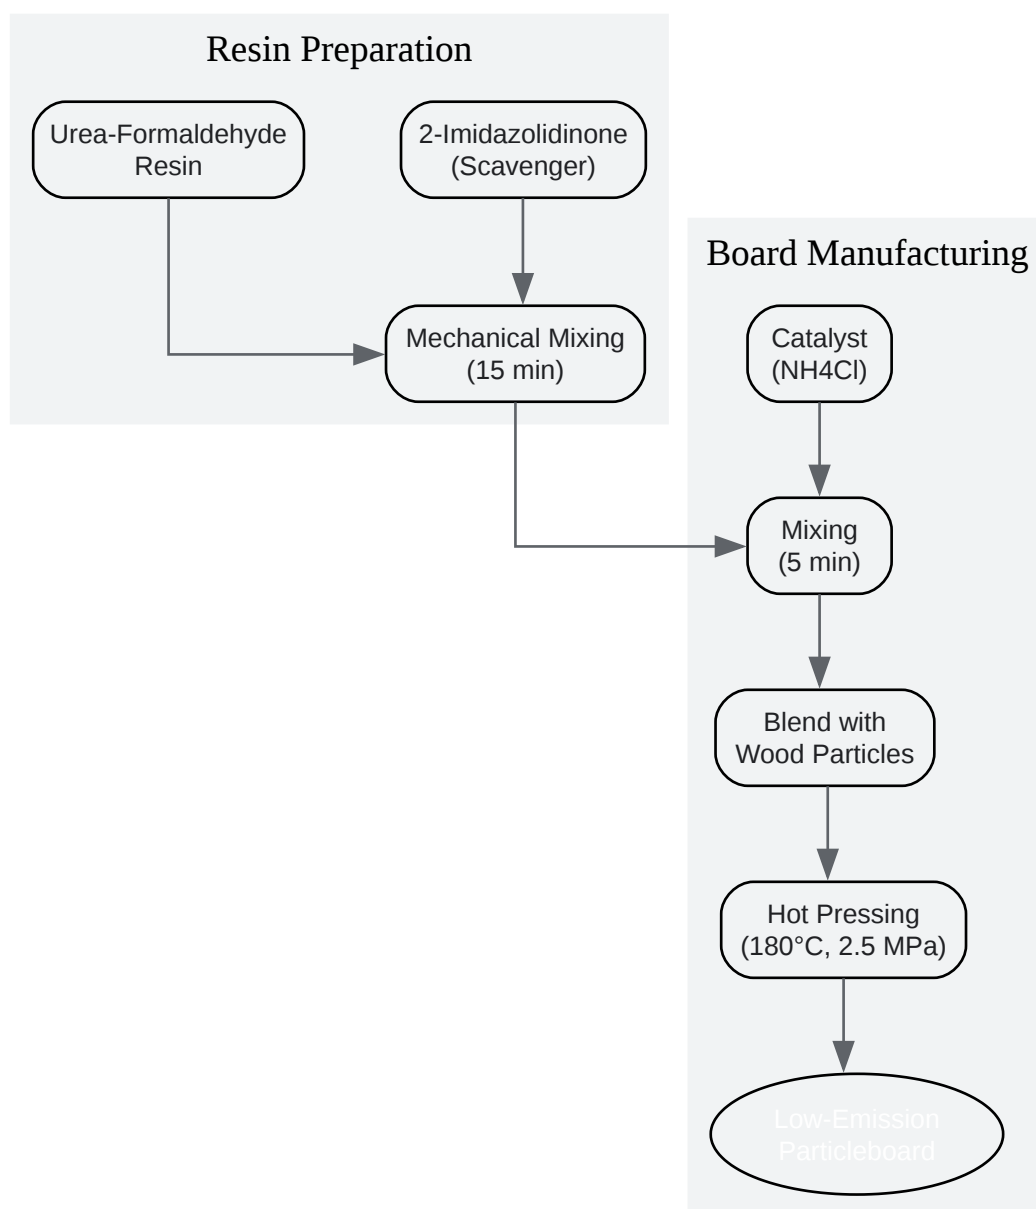 Resin Preparation
Urea-Formaldehyde
Resin
2-Imidazolidinone
(Scavenger)
Mechanical Mixing
(15 min)
Board Manufacturing
Catalyst
(NH4Cl)
Mixing
(5 min)
Blend with
Wood Particles
Hot Pressing
(180°C, 2.5 MPa)
Low-Emission
Particleboard